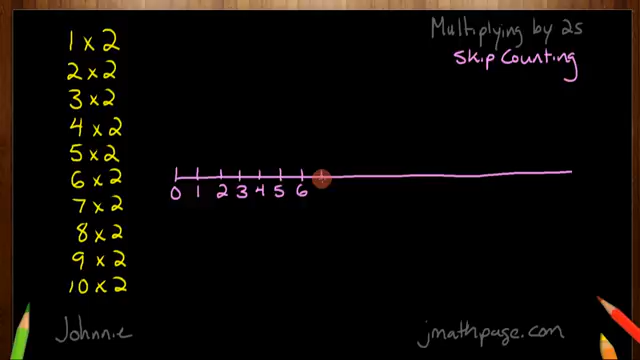 Multiplying by 2s
Skip Counting
1 x 2
2 x 2
3 x 2
4 x 2
5 x 2
6 x 2
7 x 2
8 x 2
9 x 2
10 x 2
0 1 2 3 4 5 6
Johnnie
jmathpage.com